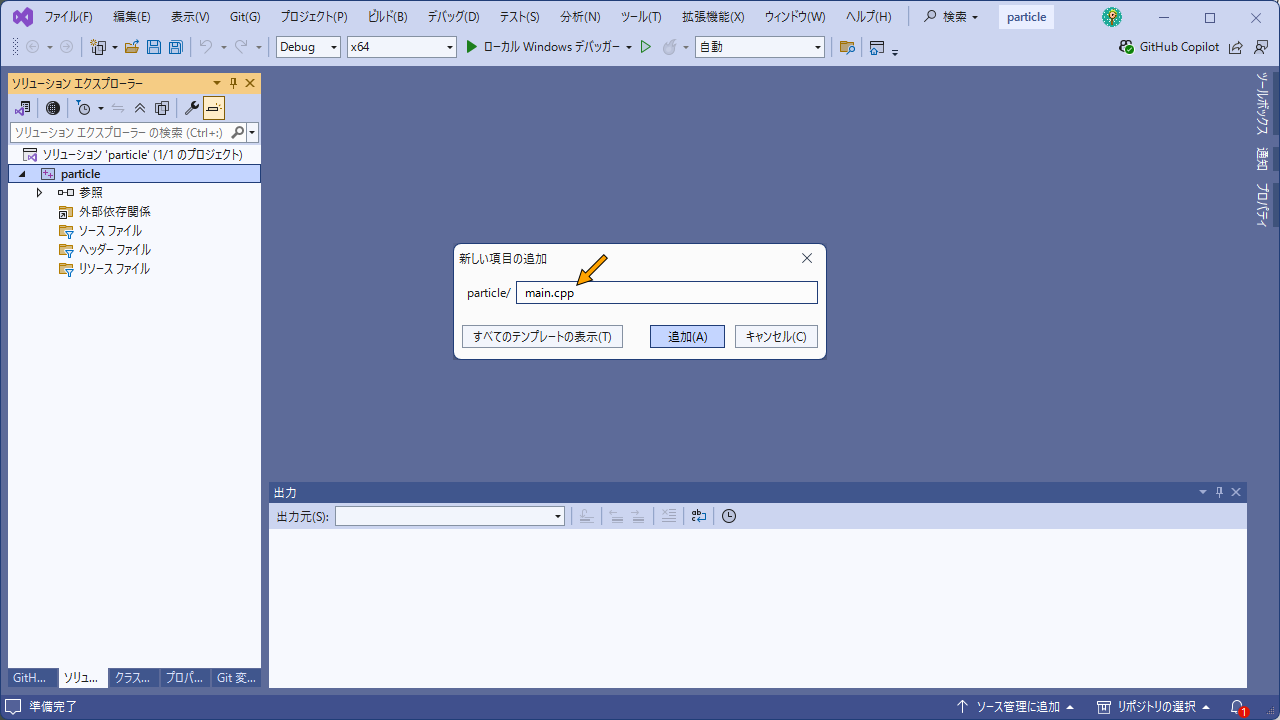 ファイル(F) 編集(E) 表示(V) Git(G) プロジェクト(P) ビルド(B) デバッグ(D) テスト(S) 分析(N) ツール(T) 拡張機能(X) ウィンドウ(W) ヘルプ(H) 検索 particle
Debug x64 ローカル Windows デバッガー 自動 GitHub Copilot
ソリューション エクスプローラー
ソリューション エクスプローラー の検索 (Ctrl+:)
ソリューション 'particle' (1/1 のプロジェクト)
particle
参照
外部依存関係
ソース ファイル
ヘッダー ファイル
リソース ファイル
新しい項目の追加
particle/ main.cpp
すべてのテンプレートの表示(T) 追加(A) キャンセル(C)
ツールボックス
通知
プロパティ
出力
出力元(S):
GitH... ソリュ... クラス... プロパ... Git 変...
準備完了 ソース管理に追加 リポジトリの選択 1